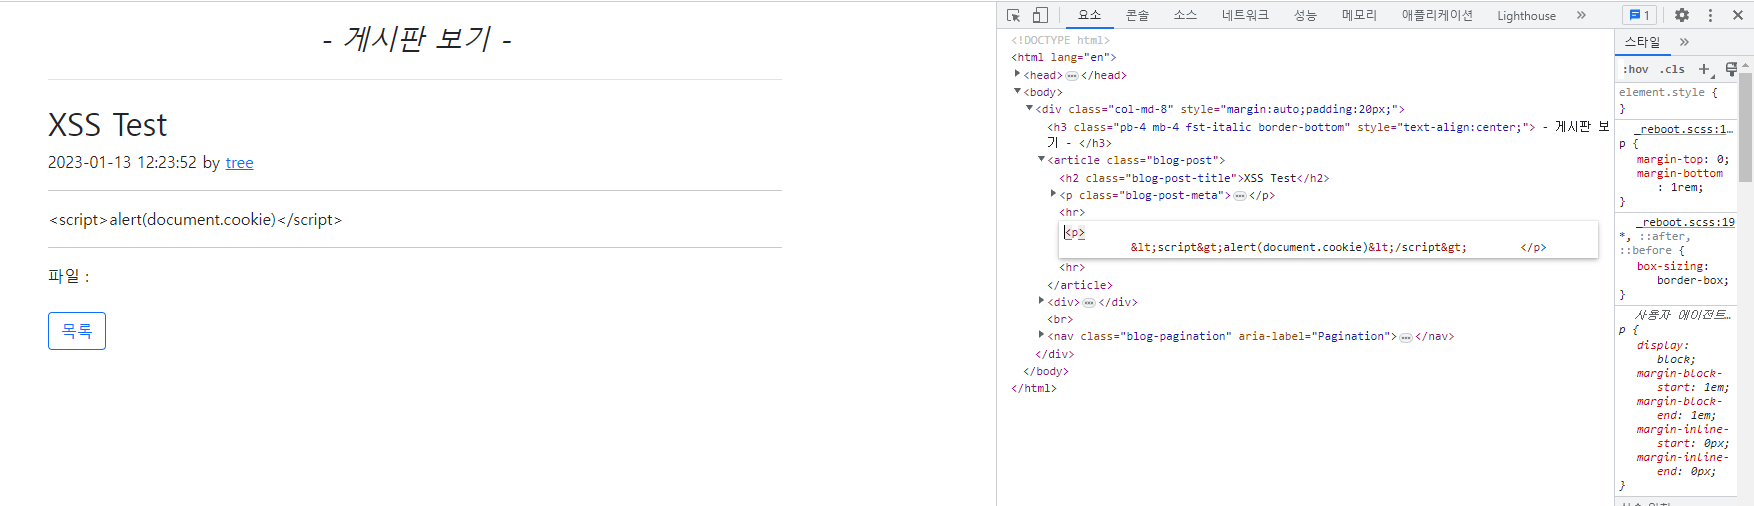 - 게시판 보기 -
XSS Test
2023-01-13 12:23:52 by tree
<script>alert(document.cookie)</script>
파일 :
목록
요소 콘솔 소스 네트워크 성능 메모리 애플리케이션 Lighthouse » 1
<!DOCTYPE html>
<html lang="en">
<head>…</head>
<body>
<div class="col-md-8" style="margin:auto;padding:20px;">
<h3 class="pb-4 mb-4 fst-italic border-bottom" style="text-align:center;"> - 게시판 보
기 - </h3>
<article class="blog-post">
<h2 class="blog-post-title">XSS Test</h2>
<p class="blog-post-meta">…</p>
<hr>
<p>
&lt;script&gt;alert(document.cookie)&lt;/script&gt; </p>
<hr>
</article>
<div>…</div>
<br>
<nav class="blog-pagination" aria-label="Pagination">…</nav>
</div>
</body>
</html>
스타일 »
:hov .cls +
element.style {
}
_reboot.scss:1…
p {
margin-top: 0;
margin-bottom
: 1rem;
}
_reboot.scss:19
*, ::after,
::before {
box-sizing:
border-box;
}
사용자 에이전트…
p {
display:
block;
margin-block-
start: 1em;
margin-block-
end: 1em;
margin-inline-
start: 0px;
margin-inline-
end: 0px;
}